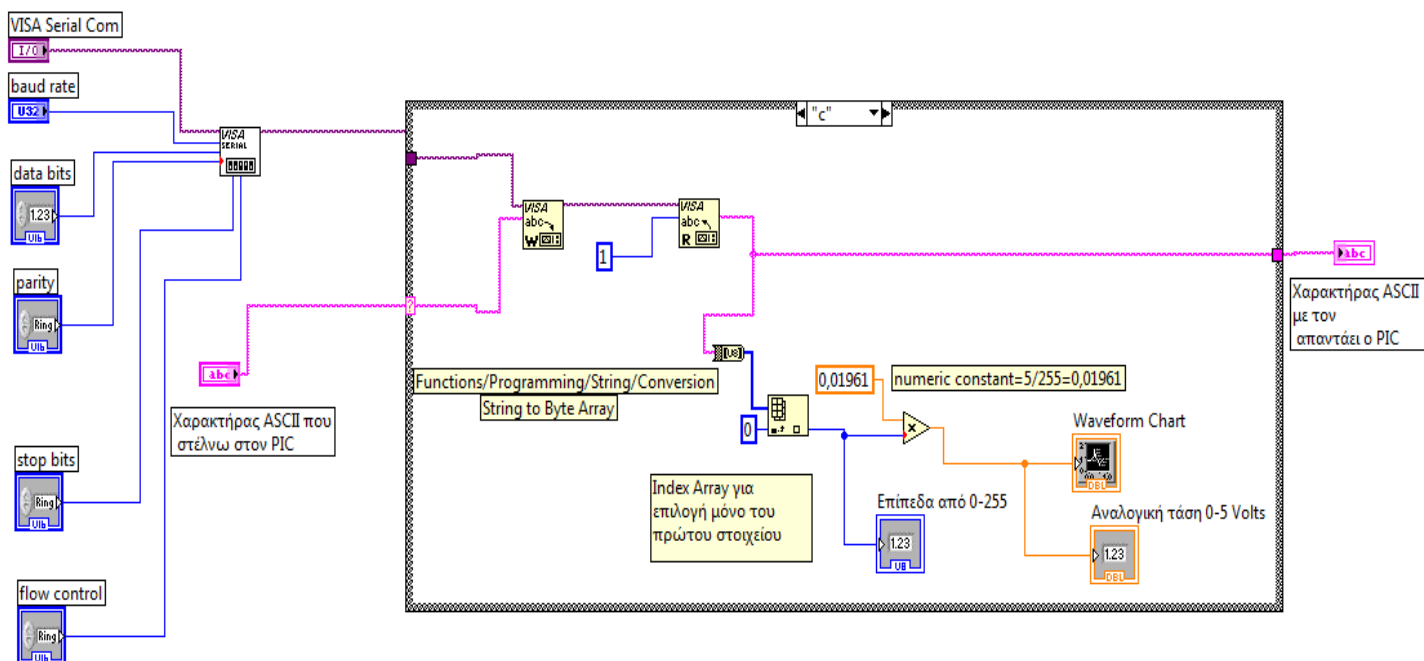 VISA Serial Com
I/O
baud rate
U32
VISA
SERIAL
data bits
1.23
U16
parity
Ring
U16
abc
Χαρακτήρας ASCII που
στέλνω στον PIC
stop bits
Ring
U16
flow control
Ring
U16
"c"
?
VISA
abc
W
1
VISA
abc
R
[U8]
Functions/Programming/String/Conversion
String to Byte Array
0
0,01961
numeric constant=5/255=0,01961
x
Index Array για
επιλογή μόνο του
πρώτου στοιχείου
Επίπεδα από 0-255
1.23
U8
Waveform Chart
DBL
Αναλογική τάση 0-5 Volts
1.23
DBL
abc
Χαρακτήρας ASCII
με τον
απαντάει ο PIC